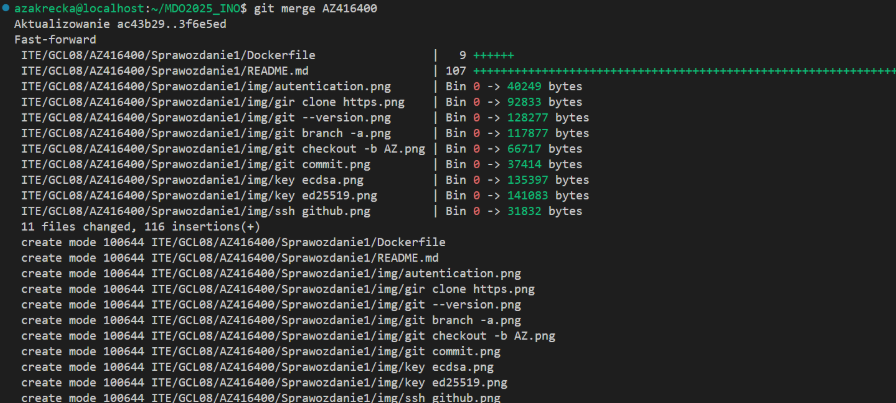 azakrecka@localhost:~/MDO2025_INO$ git merge AZ416400
Aktualizowanie ac43b29..3f6e5ed
Fast-forward
 ITE/GCL08/AZ416400/Sprawozdanie1/Dockerfile                |   9 ++++++
 ITE/GCL08/AZ416400/Sprawozdanie1/README.md                 | 107 +++++++++++++++++++++++++++++++++++++++++++++++++++++++++++++++
 ITE/GCL08/AZ416400/Sprawozdanie1/img/autentication.png     | Bin 0 -> 40249 bytes
 ITE/GCL08/AZ416400/Sprawozdanie1/img/gir clone https.png   | Bin 0 -> 92833 bytes
 ITE/GCL08/AZ416400/Sprawozdanie1/img/git --version.png     | Bin 0 -> 128277 bytes
 ITE/GCL08/AZ416400/Sprawozdanie1/img/git branch -a.png     | Bin 0 -> 117877 bytes
 ITE/GCL08/AZ416400/Sprawozdanie1/img/git checkout -b AZ.png | Bin 0 -> 66717 bytes
 ITE/GCL08/AZ416400/Sprawozdanie1/img/git commit.png        | Bin 0 -> 37414 bytes
 ITE/GCL08/AZ416400/Sprawozdanie1/img/key ecdsa.png         | Bin 0 -> 135397 bytes
 ITE/GCL08/AZ416400/Sprawozdanie1/img/key ed25519.png       | Bin 0 -> 141083 bytes
 ITE/GCL08/AZ416400/Sprawozdanie1/img/ssh github.png        | Bin 0 -> 31832 bytes
 11 files changed, 116 insertions(+)
 create mode 100644 ITE/GCL08/AZ416400/Sprawozdanie1/Dockerfile
 create mode 100644 ITE/GCL08/AZ416400/Sprawozdanie1/README.md
 create mode 100644 ITE/GCL08/AZ416400/Sprawozdanie1/img/autentication.png
 create mode 100644 ITE/GCL08/AZ416400/Sprawozdanie1/img/gir clone https.png
 create mode 100644 ITE/GCL08/AZ416400/Sprawozdanie1/img/git --version.png
 create mode 100644 ITE/GCL08/AZ416400/Sprawozdanie1/img/git branch -a.png
 create mode 100644 ITE/GCL08/AZ416400/Sprawozdanie1/img/git checkout -b AZ.png
 create mode 100644 ITE/GCL08/AZ416400/Sprawozdanie1/img/git commit.png
 create mode 100644 ITE/GCL08/AZ416400/Sprawozdanie1/img/key ecdsa.png
 create mode 100644 ITE/GCL08/AZ416400/Sprawozdanie1/img/key ed25519.png
 create mode 100644 ITE/GCL08/AZ416400/Sprawozdanie1/img/ssh github.png